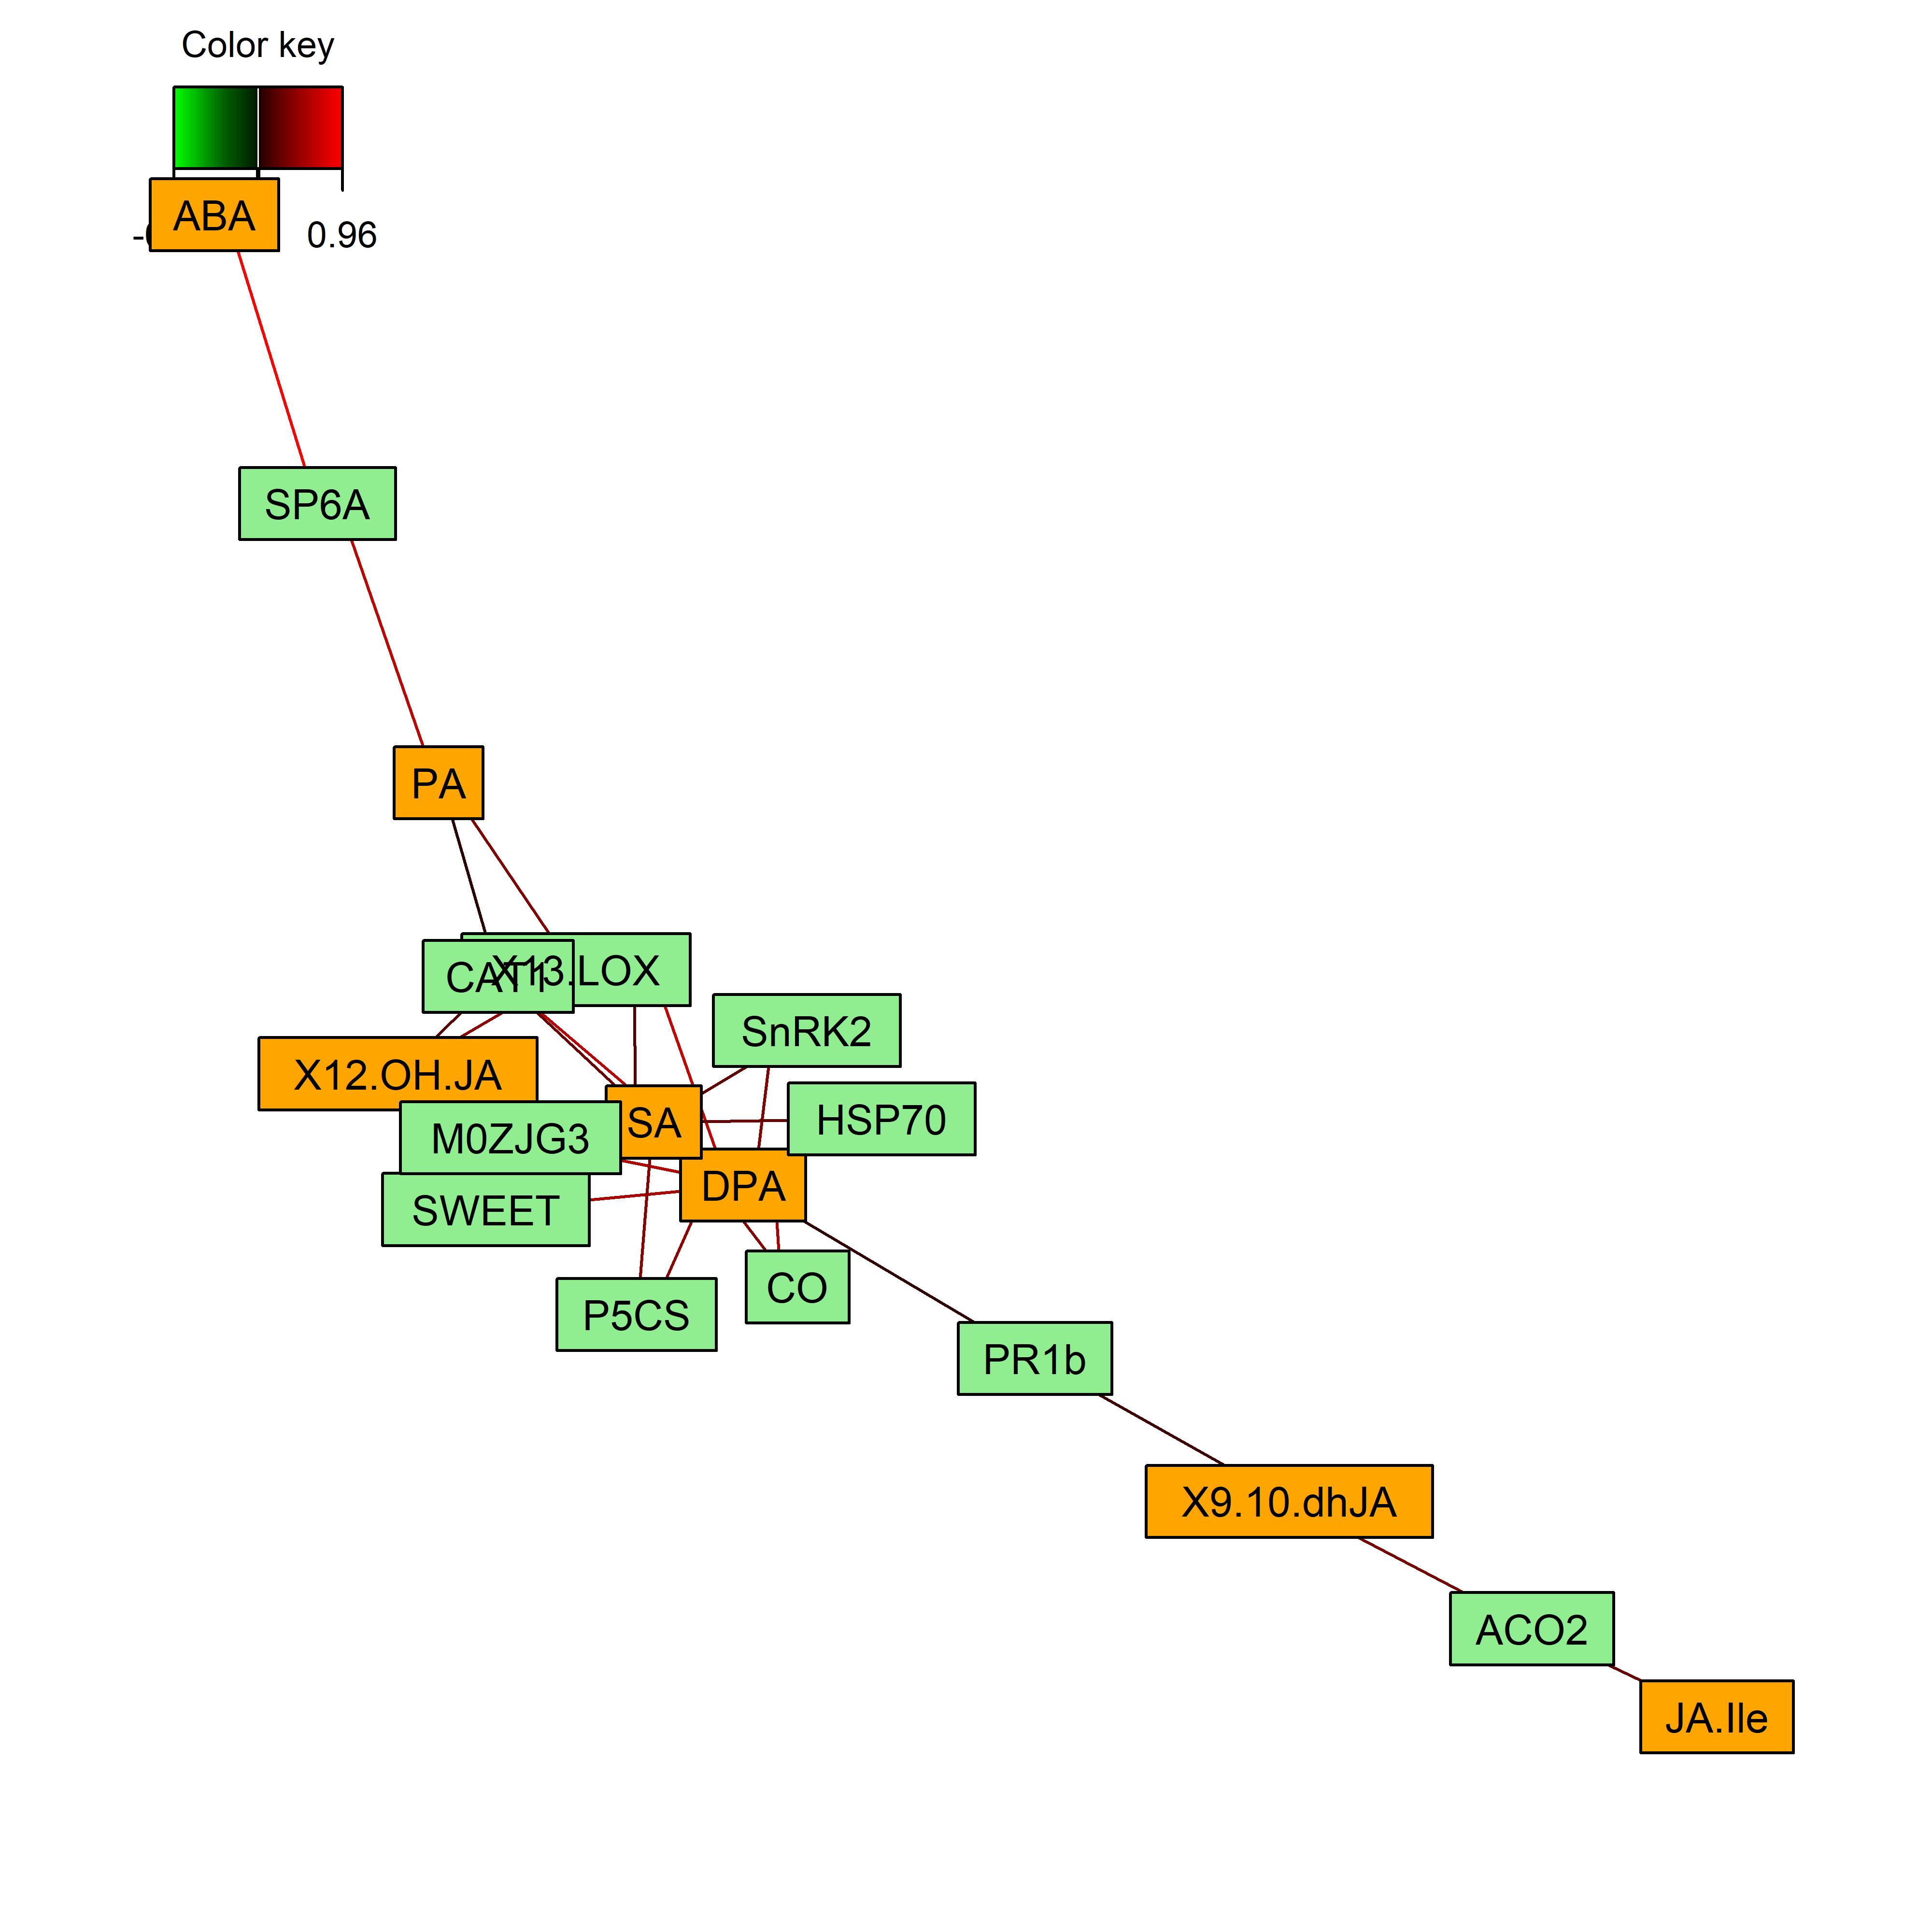 Color key
ABA
0.96
SP6A
PA
X13.LOX
CAT1
SnRK2
X12.OH.JA
HSP70
SA
M0ZJG3
DPA
SWEET
CO
P5CS
PR1b
X9.10.dhJA
ACO2
JA.Ile